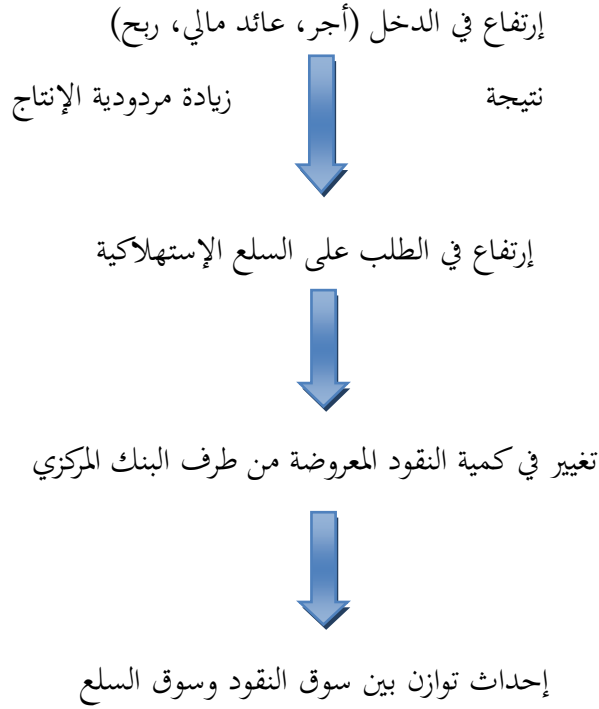 إرتفاع في الدخل (أجر، عائد مالي، ربح)
نتيجة زيادة مردودية الإنتاج
إرتفاع في الطلب على السلع الإستهلاكية
تغيير في كمية النقود المعروضة من طرف البنك المركزي
إحداث توازن بين سوق النقود وسوق السلع